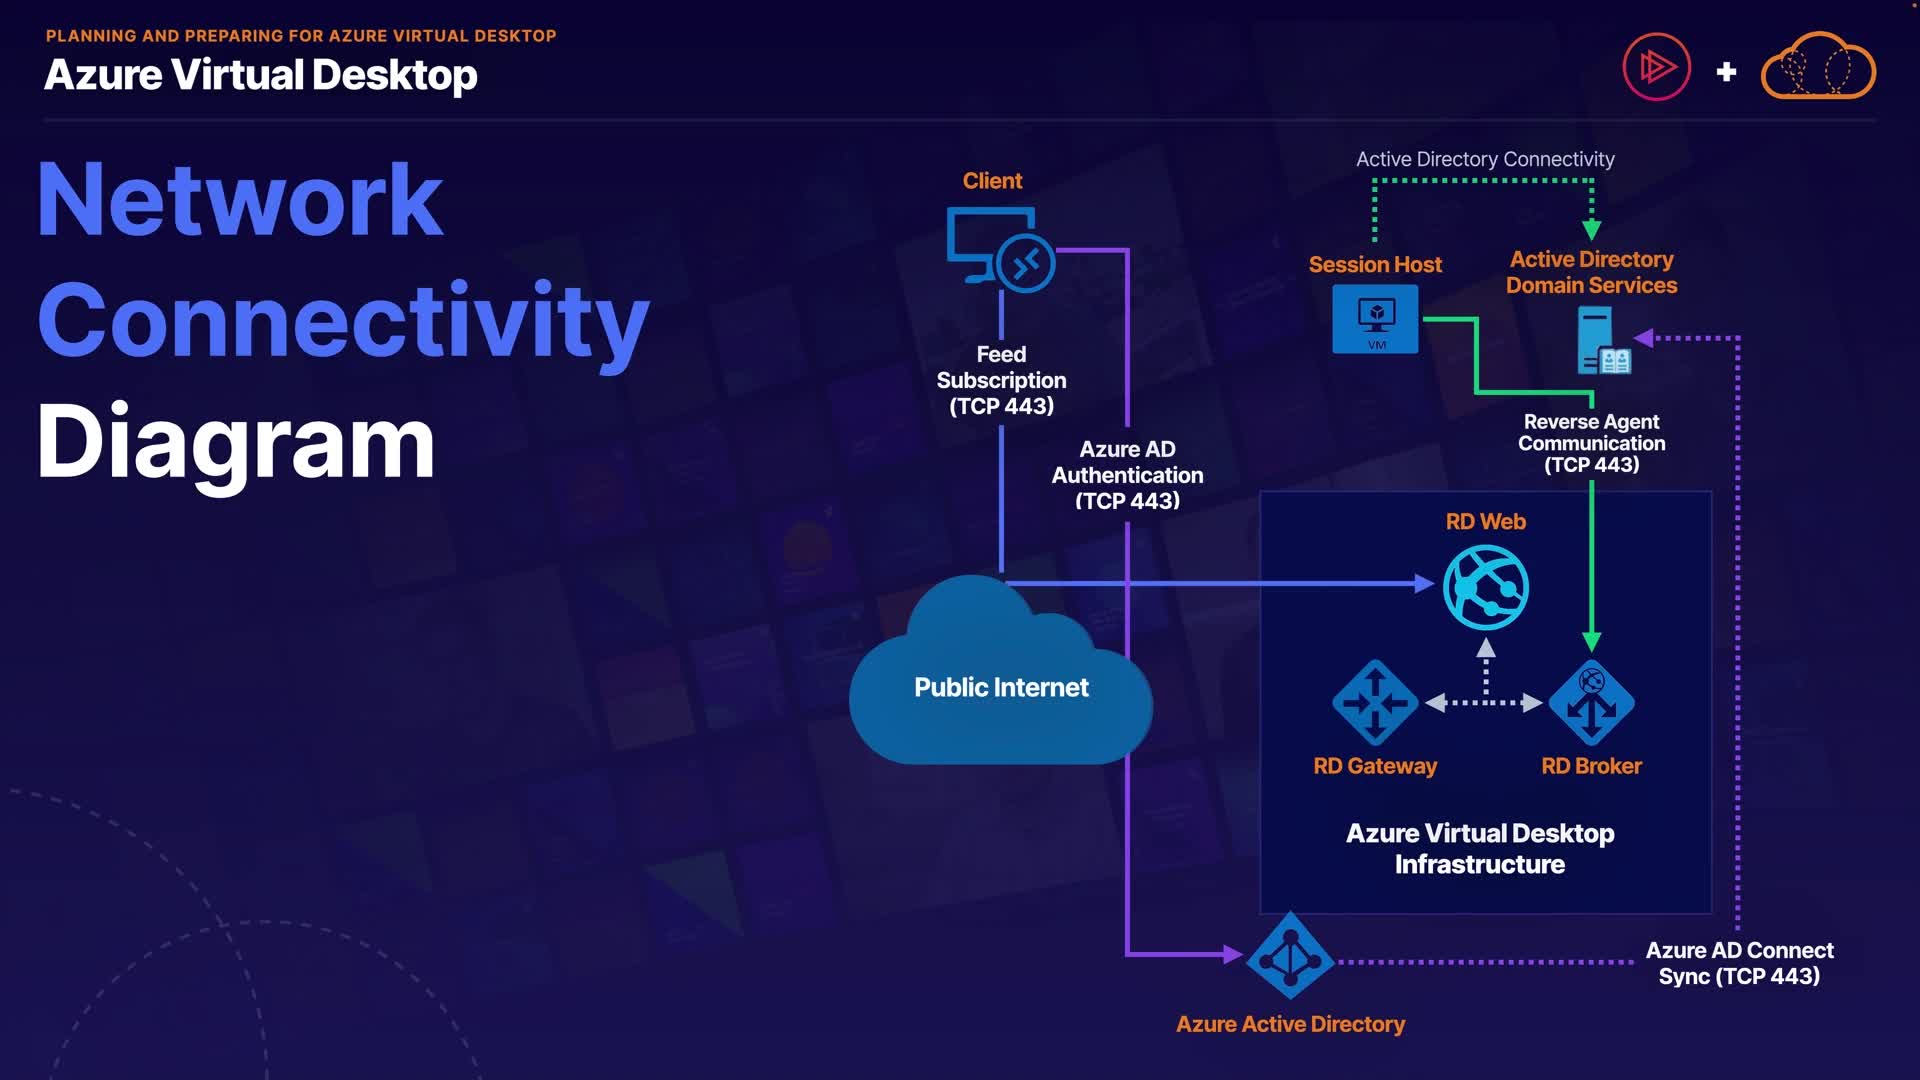 PLANNING AND PREPARING FOR AZURE VIRTUAL DESKTOP
Azure Virtual Desktop
Network
Connectivity
Diagram
Client
Feed
Subscription
(TCP 443)
Azure AD
Authentication
(TCP 443)
Public Internet
Active Directory Connectivity
Session Host
VM
Active Directory
Domain Services
Reverse Agent
Communication
(TCP 443)
RD Web
RD Gateway
RD Broker
Azure Virtual Desktop
Infrastructure
Azure AD Connect
Sync (TCP 443)
Azure Active Directory